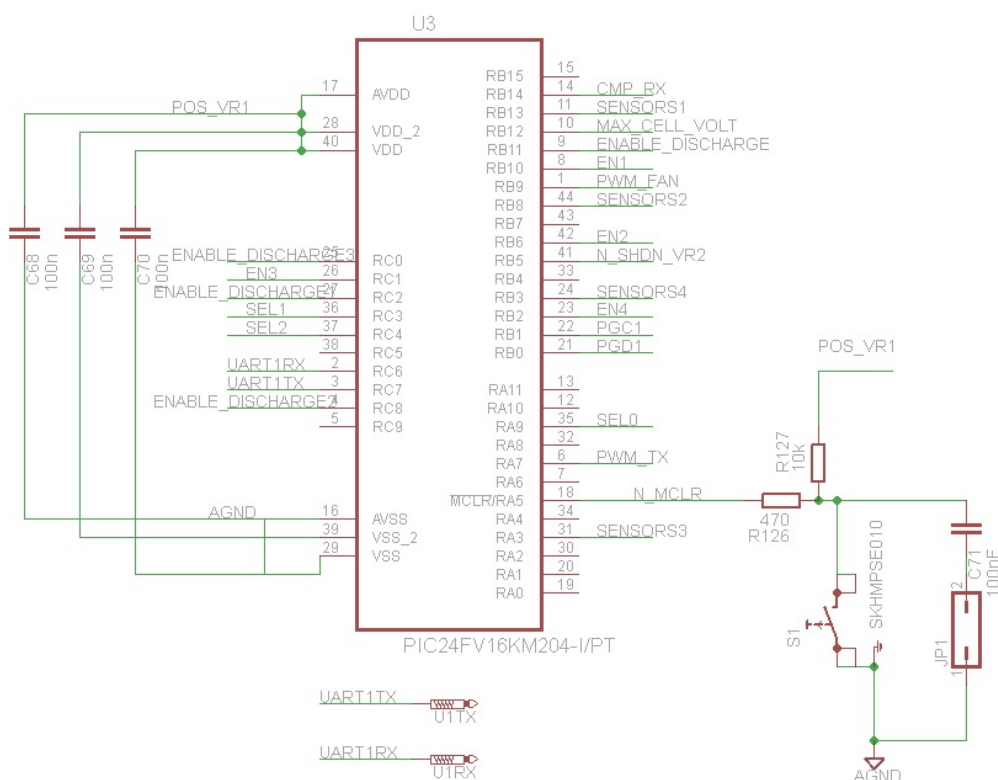 U3
17 AVDD
POS_VR1
28 VDD_2
40 VDD
C68 100n
C69 100n
C70 100n
ENABLE_DISCHARGE3 25 RC0
EN3 26 RC1
ENABLE_DISCHARGE1 27 RC2
SEL1 36 RC3
SEL2 37 RC4
38 RC5
UART1RX 2 RC6
UART1TX 3 RC7
ENABLE_DISCHARGE2 4 RC8
5 RC9
AGND 16 AVSS
39 VSS_2
29 VSS
RB15 15
RB14 14 CMP_RX
RB13 11 SENSORS1
RB12 10 MAX_CELL_VOLT
RB11 9 ENABLE_DISCHARGE
RB10 8 EN1
RB9 1 PWM_FAN
RB8 44 SENSORS2
RB7 43
RB6 42 EN2
RB5 41 N_SHDN_VR2
RB4 33
RB3 24 SENSORS4
RB2 23 EN4
RB1 22 PGC1
RB0 21 PGD1
RA11 13
RA10 12
RA9 35 SEL0
RA8 32
RA7 6 PWM_TX
RA6 7
MCLR/RA5 18 N_MCLR
RA4 34
RA3 31 SENSORS3
RA2 30
RA1 20
RA0 19
PIC24FV16KM204-I/PT
POS_VR1
R127
10k
470
R126
S1
SKHMPSE010
C71
100nF
2
JP1
1
AGND
UART1TX
U1TX
UART1RX
U1RX